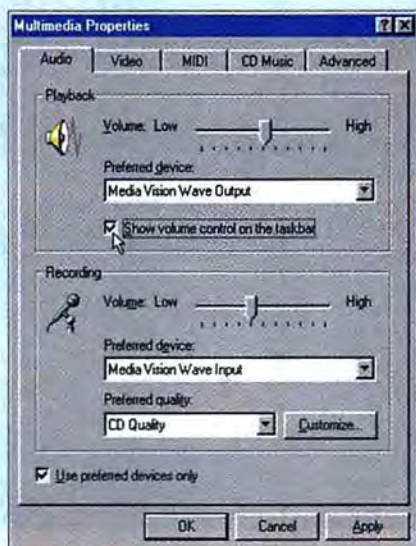 Multimedia Properties
Audio Video MIDI CD Music Advanced
Playback
Volume: Low High
Preferred device:
Media Vision Wave Output
Show volume control on the taskbar
Recording
Volume: Low High
Preferred device:
Media Vision Wave Input
Preferred quality:
CD Quality Customize...
Use preferred devices only
OK Cancel Apply